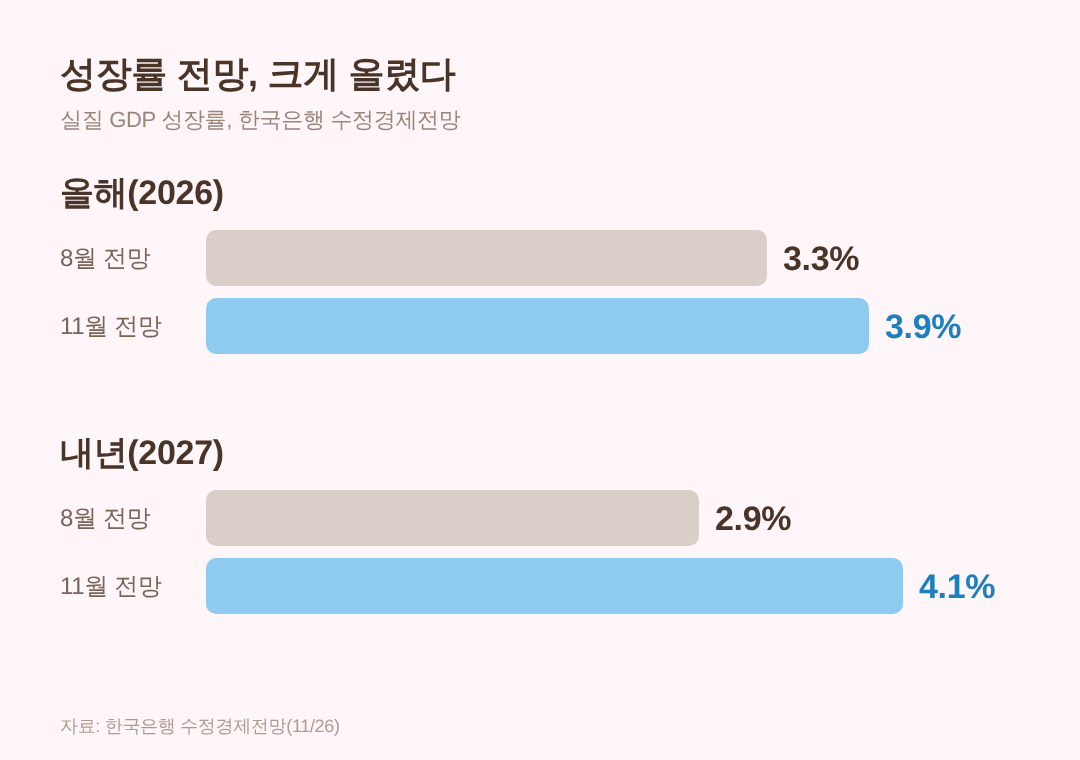 성장률 전망, 크게 올렸다
실질 GDP 성장률, 한국은행 수정경제전망
올해(2026)
8월 전망 3.3%
11월 전망 3.9%
내년(2027)
8월 전망 2.9%
11월 전망 4.1%
자료: 한국은행 수정경제전망(11/26)